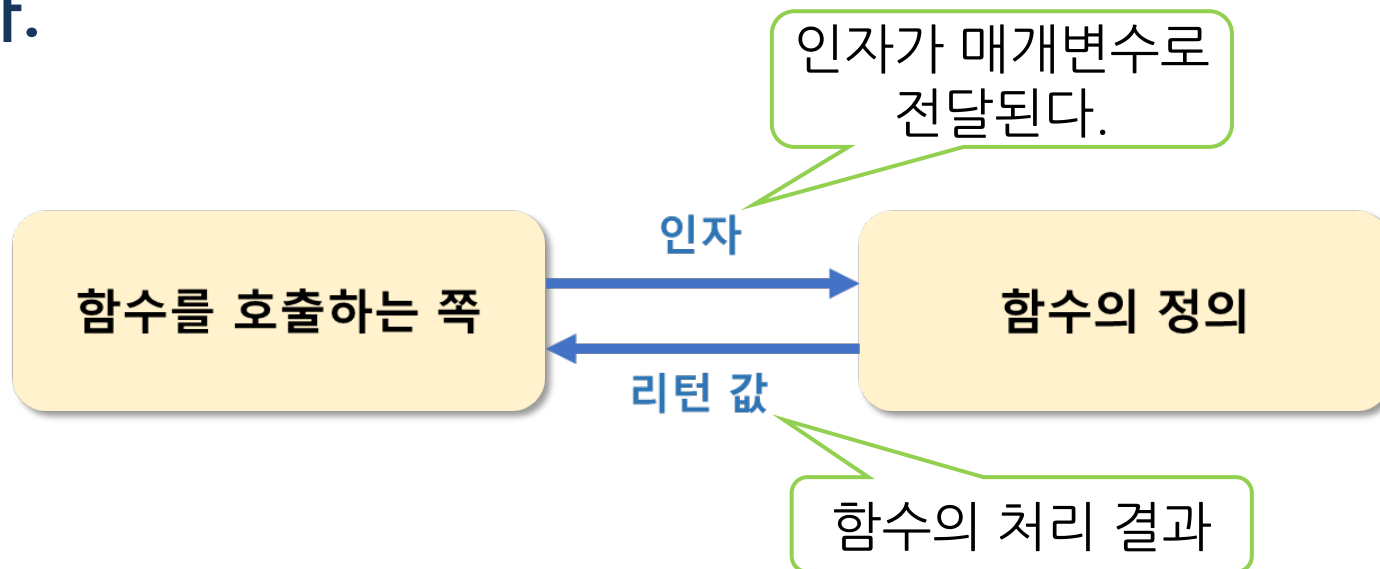 인자가 매개변수로
전달된다.
인자
함수를 호출하는 쪽
함수의 정의
리턴 값
함수의 처리 결과